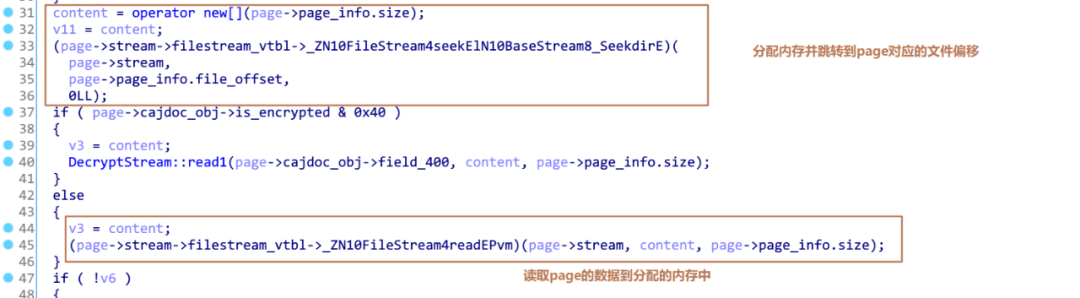 31 content = operator new[](page->page_info.size);
32 v11 = content;
33 (page->stream->filestream_vtbl->_ZN10FileStream4seekElN10BaseStream8_SeekdirE)(
34 page->stream,
35 page->page_info.file_offset,
36 0LL);
分配内存并跳转到page对应的文件偏移
37 if ( page->cajdoc_obj->is_encrypted & 0x40 )
38 {
39 v3 = content;
40 DecryptStream::read1(page->cajdoc_obj->field_400, content, page->page_info.size);
41 }
42 else
43 {
44 v3 = content;
45 (page->stream->filestream_vtbl->_ZN10FileStream4readEPvm)(page->stream, content, page->page_info.size);
46 }
读取page的数据到分配的内存中
47 if ( !v6 )
48 {